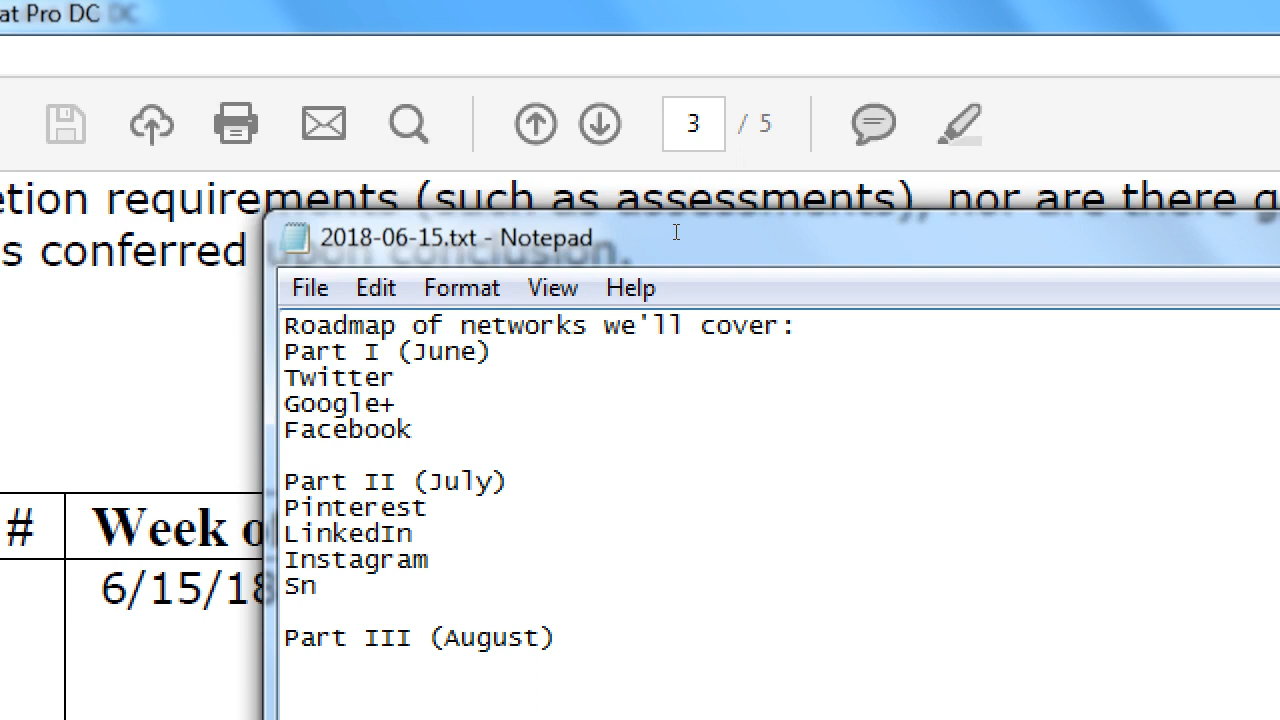 at Pro DC
3 / 5
etion requirements (such as assessments), nor are there g
s conferred upon conclusion.
2018-06-15.txt - Notepad
File Edit Format View Help
Roadmap of networks we'll cover:
Part I (June)
Twitter
Google+
Facebook
Part II (July)
Pinterest
LinkedIn
Instagram
Sn
Part III (August)
# Week o
6/15/18